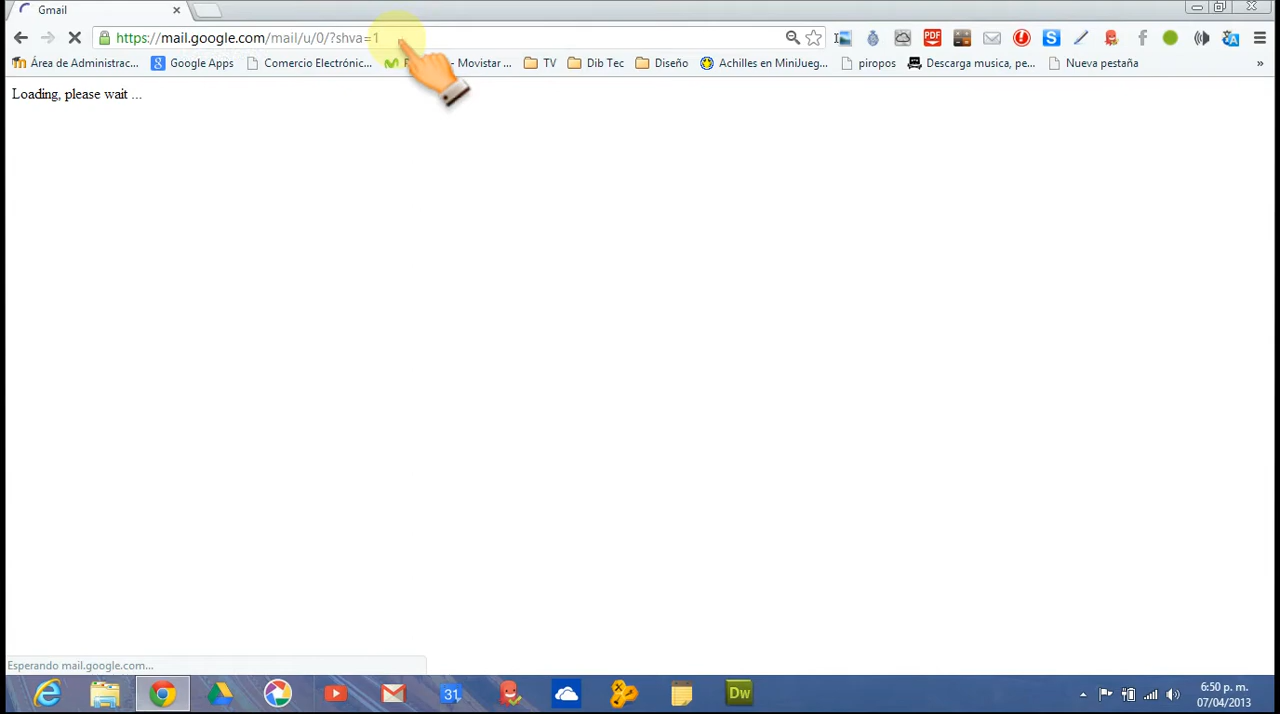 Gmail
https://mail.google.com/mail/u/0/?shva=1
PDF
Área de Administrac...
Google Apps
Comercio Electrónic...
- Movistar ...
TV
Dib Tec
Diseño
Achilles en MiniJueg...
piropos
Descarga musica, pe...
Nueva pestaña
»
Loading, please wait ...
Esperando mail.google.com...
31
Dw
6:50 p. m.
07/04/2013